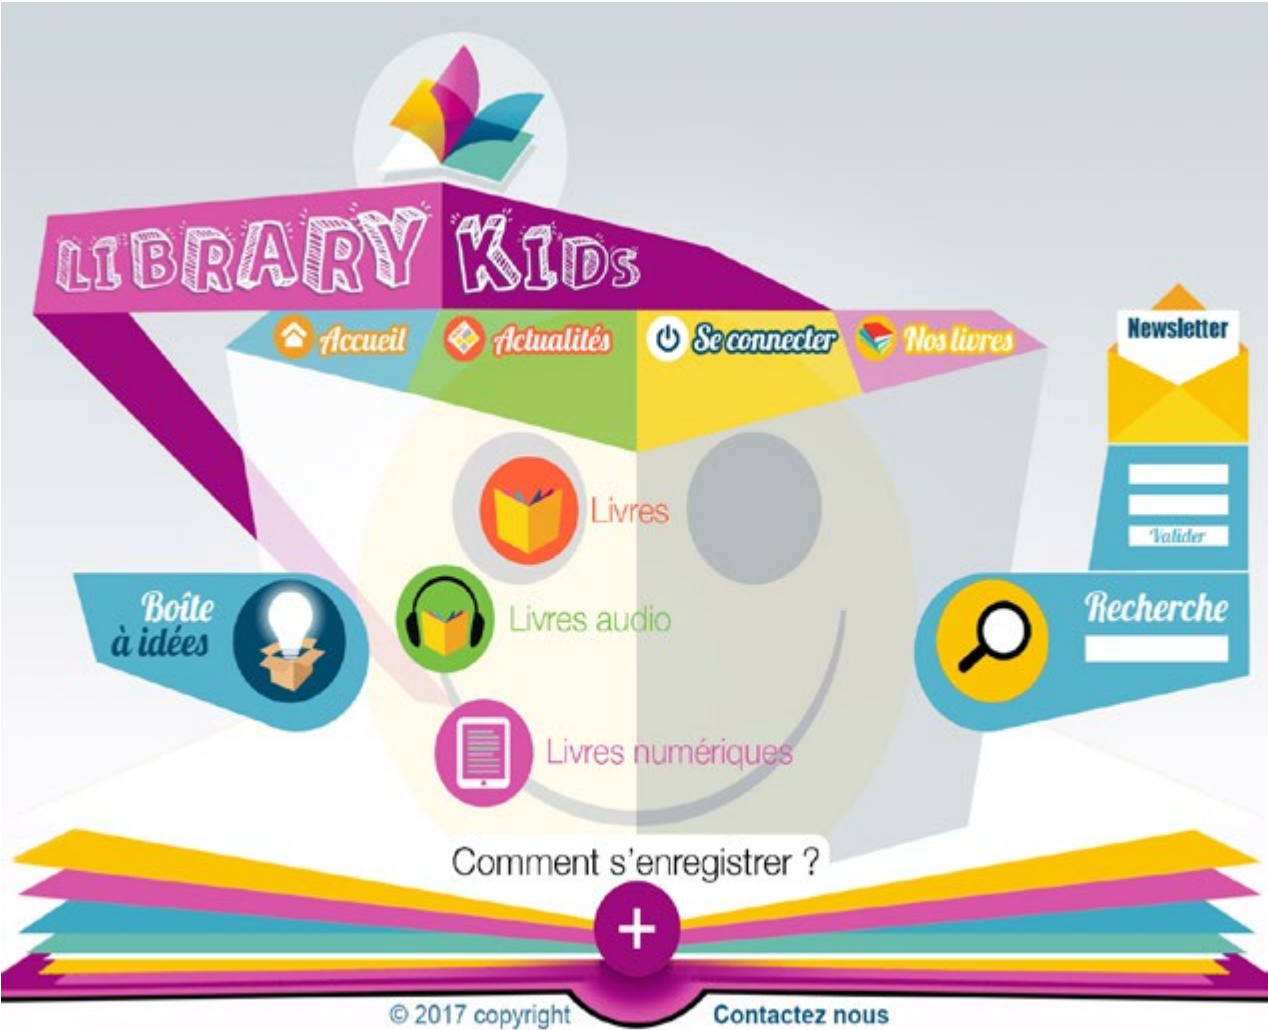 LIBRARY KIDS
Accueil
Actualités
Se connecter
Nos livres
Newsletter
Valider
Livres
Livres audio
Livres numériques
Boîte
à idées
Recherche
Comment s'enregistrer ?
+
© 2017 copyright
Contactez nous